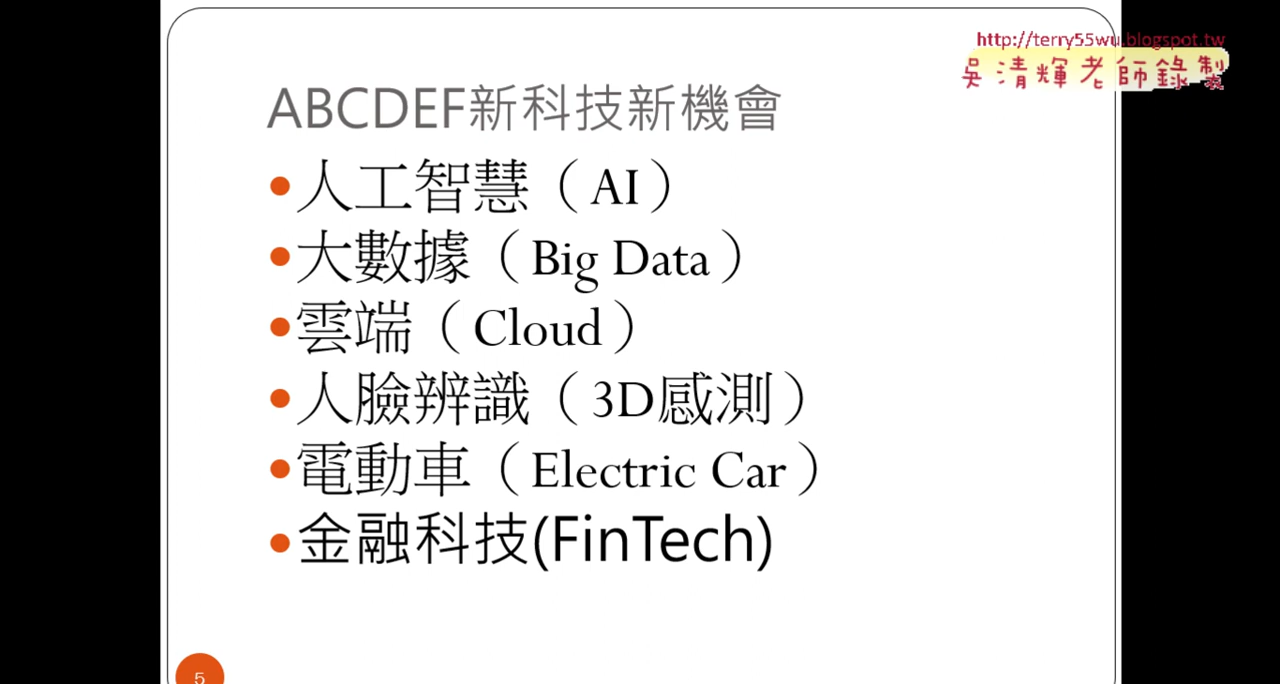 http://terry55wu.blogspot.tw
吳清輝老師錄製
ABCDEF新科技新機會
•人工智慧（AI）
•大數據（Big Data）
•雲端（Cloud）
•人臉辨識（3D感測）
•電動車（Electric Car）
•金融科技(FinTech)
5